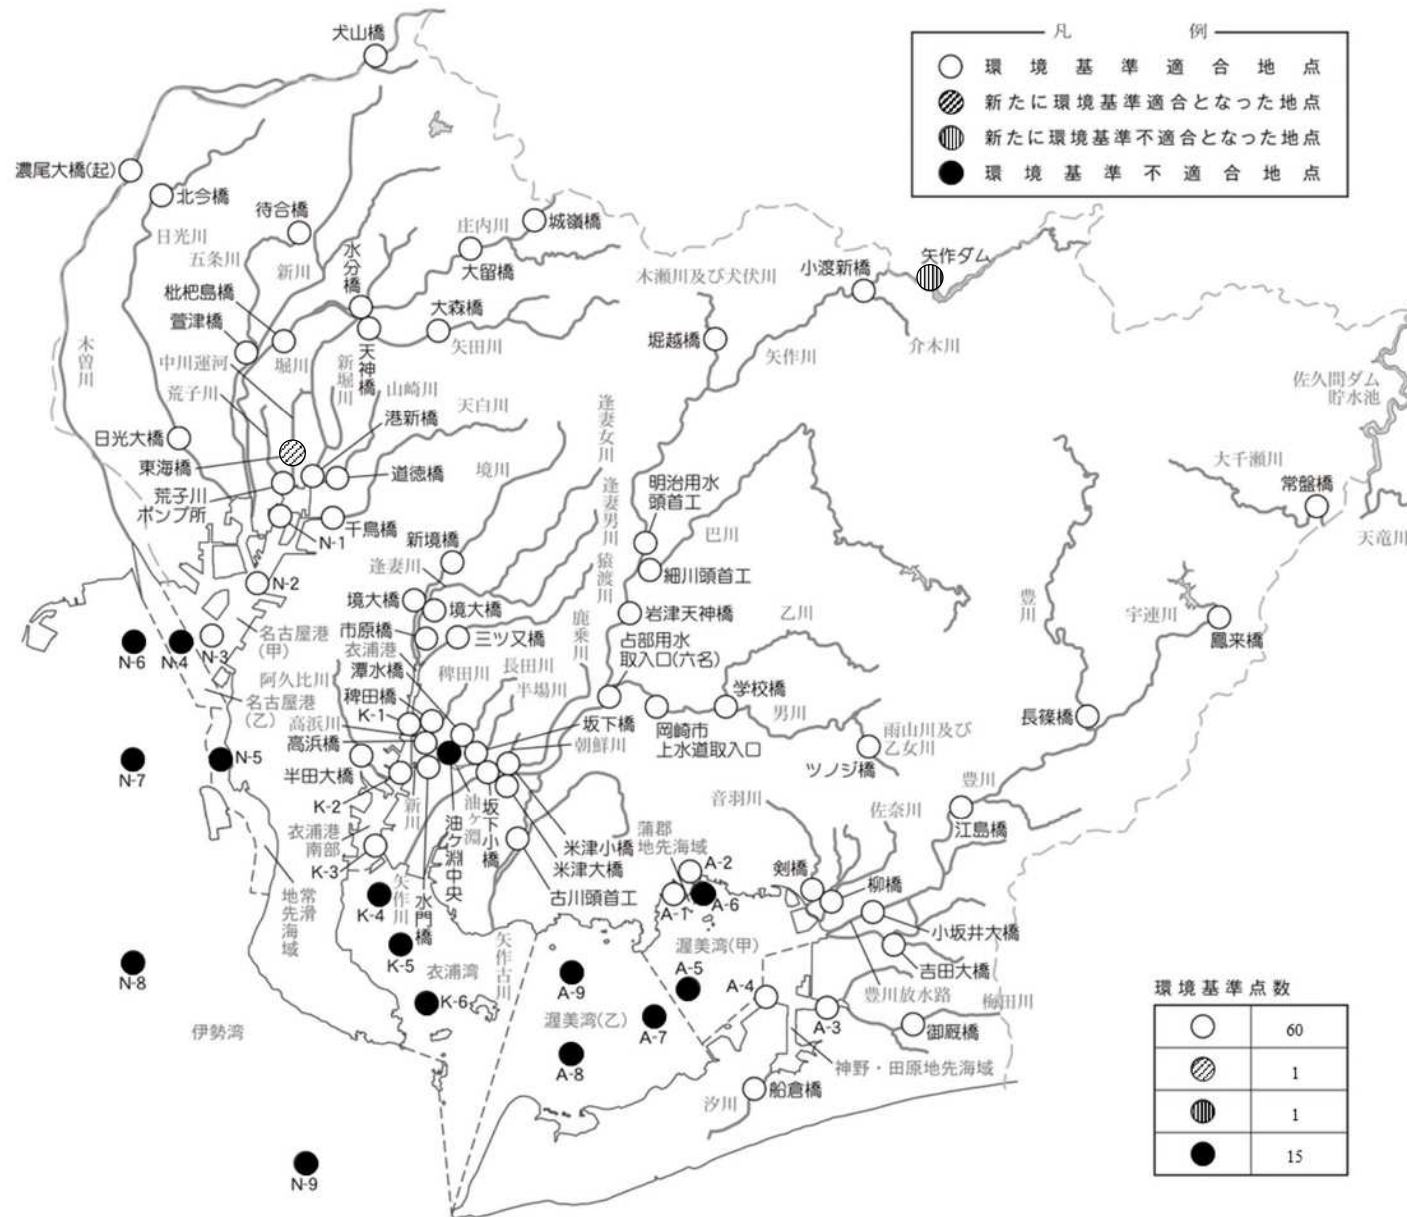 犬山橋
凡 例
環境基準適合地点
新たに環境基準適合となった地点
新たに環境基準不適合となった地点
環境基準不適合地点
濃尾大橋(起)
北今橋
待合橋
城嶺橋
庄内川
日光川
五条川
新川
水分橋
大留橋
木瀬川及び犬伏川
小渡新橋
矢作ダム
枇杷島橋
大森橋
萱津橋
矢田川
堀越橋
矢作川
介木川
木曽川
中川運河
堀川
新堀川
天神橋
荒子川
山崎川
天白川
港新橋
逢妻女川
佐久間ダム
貯水池
日光大橋
東海橋
道徳橋
境川
大千瀬川
常盤橋
荒子川
ポンプ所
逢妻男川
明治用水
頭首工
N-1
千鳥橋
新境橋
巴川
天竜川
逢妻川
猿渡川
細川頭首工
N-2
境大橋
境大橋
岩津天神橋
乙川
豊川
宇連川
鳳来橋
N-6
N-4
N-3
名古屋港
(甲)
市原橋
三ツ又橋
鹿乗川
占部用水
取入口(六名)
衣浦港
潭水橋
阿久比川
稗田川
長田川
半場川
学校橋
名古屋港
(乙)
稗田橋
K-1
高浜川
高浜橋
坂下橋
朝鮮川
岡崎市
上水道取入口
男川
雨山川及び
乙女川
ツノジ橋
長篠橋
N-7
N-5
半田大橋
K-2
新川
油ヶ淵
坂下小橋
油ヶ淵中央
音羽川
佐奈川
豊川
江島橋
衣浦港
南部
米津小橋
米津大橋
蒲郡
地先海域
K-3
古川頭首工
A-2
剣橋
柳橋
常滑
地先海域
K-4
矢作川
水門橋
A-1
A-6
小坂井大橋
K-5
矢作古川
渥美湾(甲)
吉田大橋
N-8
衣浦湾
A-9
A-5
A-4
豊川放水路
梅田川
K-6
伊勢湾
渥美湾(乙)
A-7
A-3
御厩橋
A-8
神野・田原地先海域
汐川
船倉橋
N-9
環境基準点数
60
1
1
15